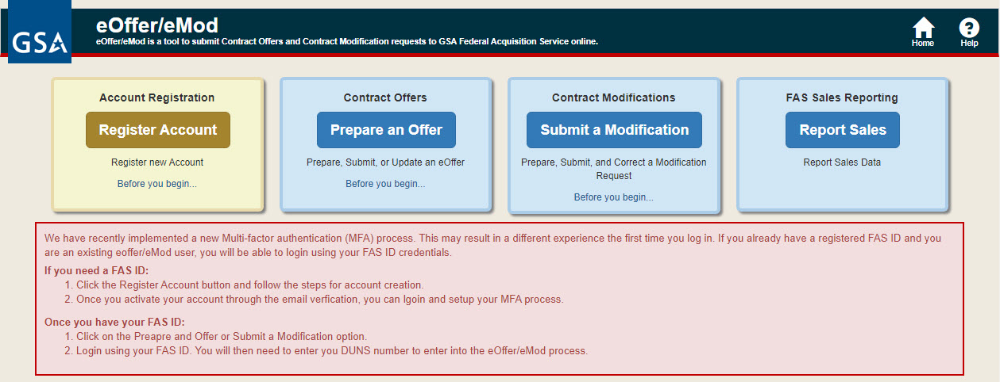 GSA
eOffer/eMod
eOffer/eMod is a tool to submit Contract Offers and Contract Modification requests to GSA Federal Acquisition Service online.
Home
Help
Account Registration
Register Account
Register new Account
Before you begin...
Contract Offers
Prepare an Offer
Prepare, Submit, or Update an eOffer
Before you begin...
Contract Modifications
Submit a Modification
Prepare, Submit, and Correct a Modification
Request
Before you begin...
FAS Sales Reporting
Report Sales
Report Sales Data
We have recently implemented a new Multi-factor authentication (MFA) process. This may result in a different experience the first time you log in. If you already have a registered FAS ID and you
are an existing eoffer/eMod user, you will be able to login using your FAS ID credentials.
If you need a FAS ID:
1. Click the Register Account button and follow the steps for account creation.
2. Once you activate your account through the email verfication, you can lgoin and setup your MFA process.
Once you have your FAS ID:
1. Click on the Preapre and Offer or Submit a Modification option.
2. Login using your FAS ID. You will then need to enter you DUNS number to enter into the eOffer/eMod process.